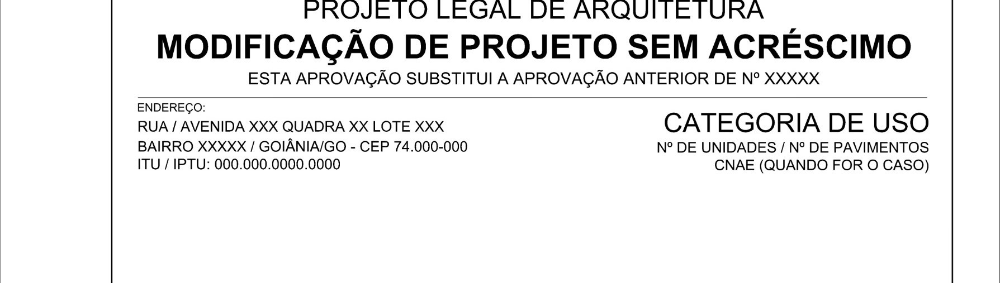 PROJETO LEGAL DE ARQUITETURA
MODIFICAÇÃO DE PROJETO SEM ACRÉSCIMO
ESTA APROVAÇÃO SUBSTITUI A APROVAÇÃO ANTERIOR DE Nº XXXXX
ENDEREÇO:
RUA / AVENIDA XXX QUADRA XX LOTE XXX
BAIRRO XXXXX / GOIÂNIA/GO - CEP 74.000-000
ITU / IPTU: 000.000.0000.0000
CATEGORIA DE USO
Nº DE UNIDADES / Nº DE PAVIMENTOS
CNAE (QUANDO FOR O CASO)